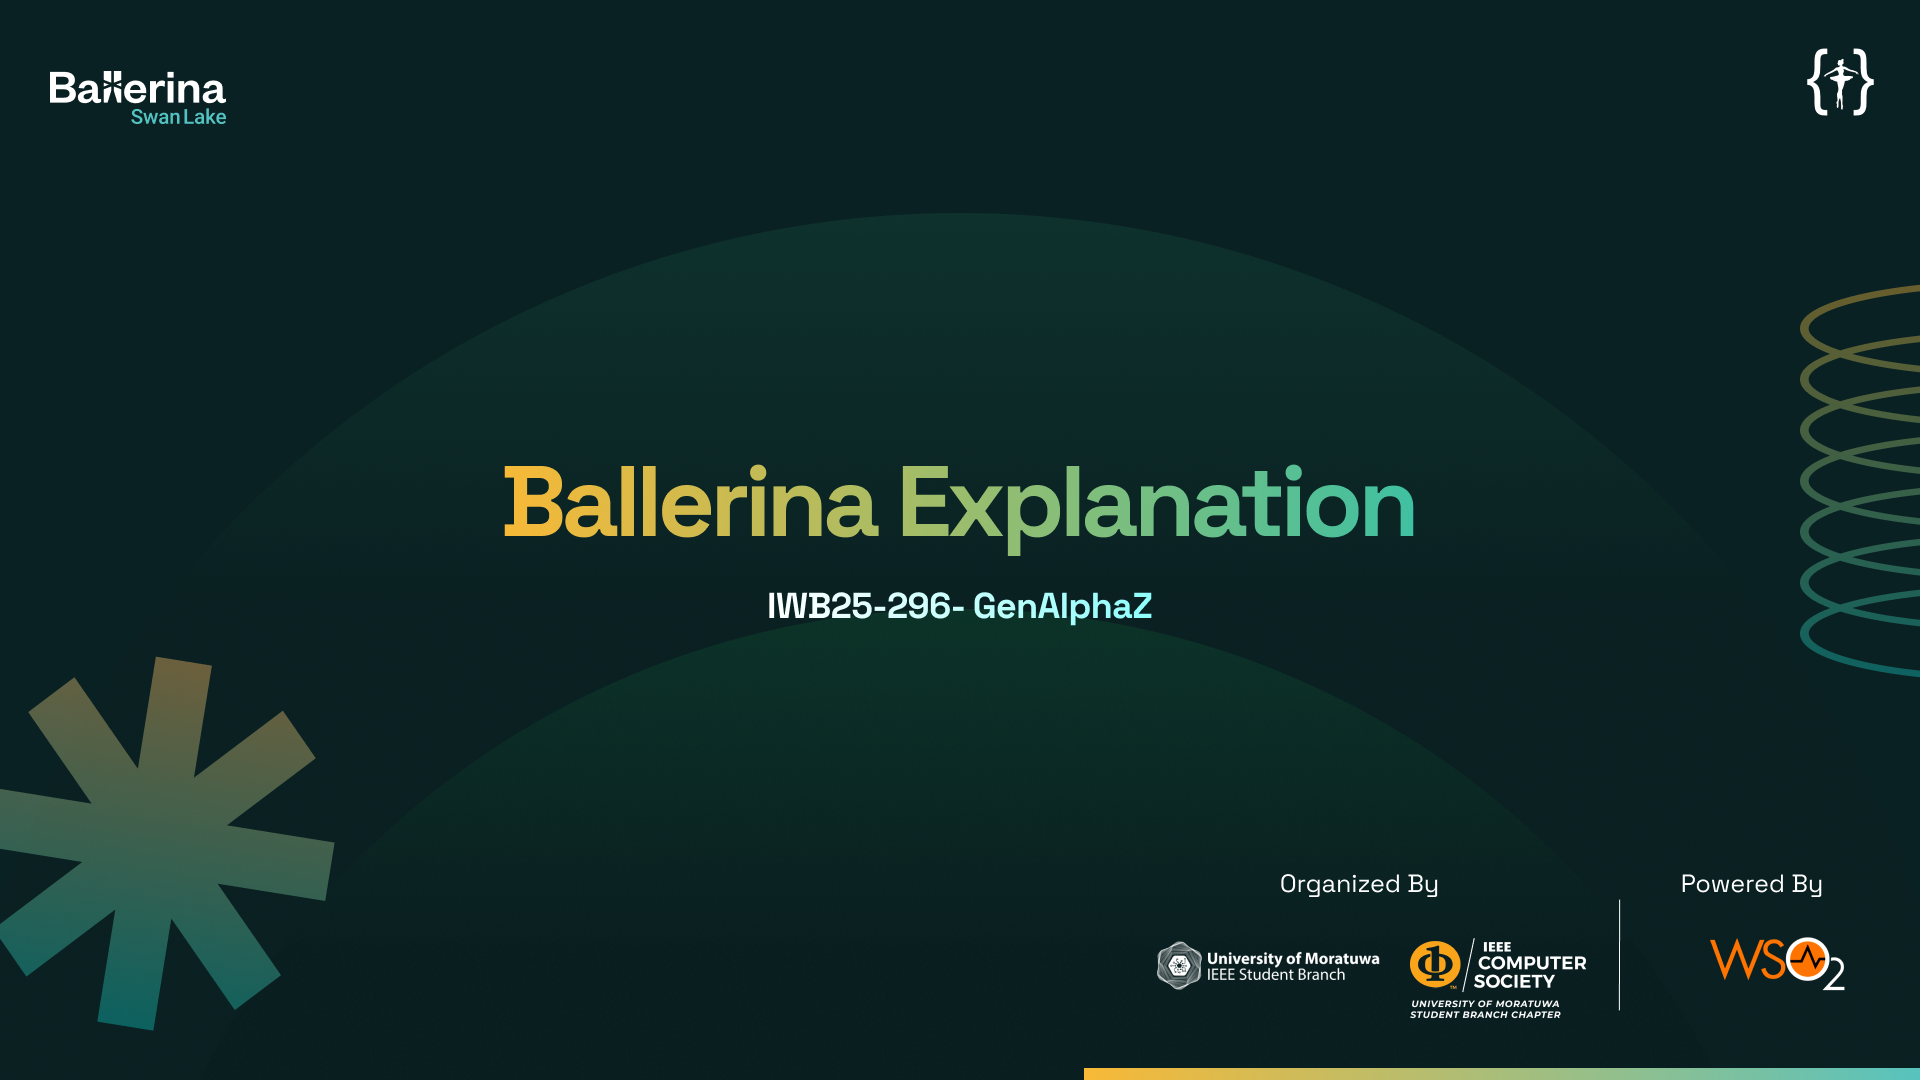 Ballerina
Swan Lake
Ballerina Explanation
IWB25-296- GenAlphaZ
Organized By
Powered By
University of Moratuwa
IEEE Student Branch
IEEE
COMPUTER
SOCIETY
UNIVERSITY OF MORATUWA
STUDENT BRANCH CHAPTER
WSO2